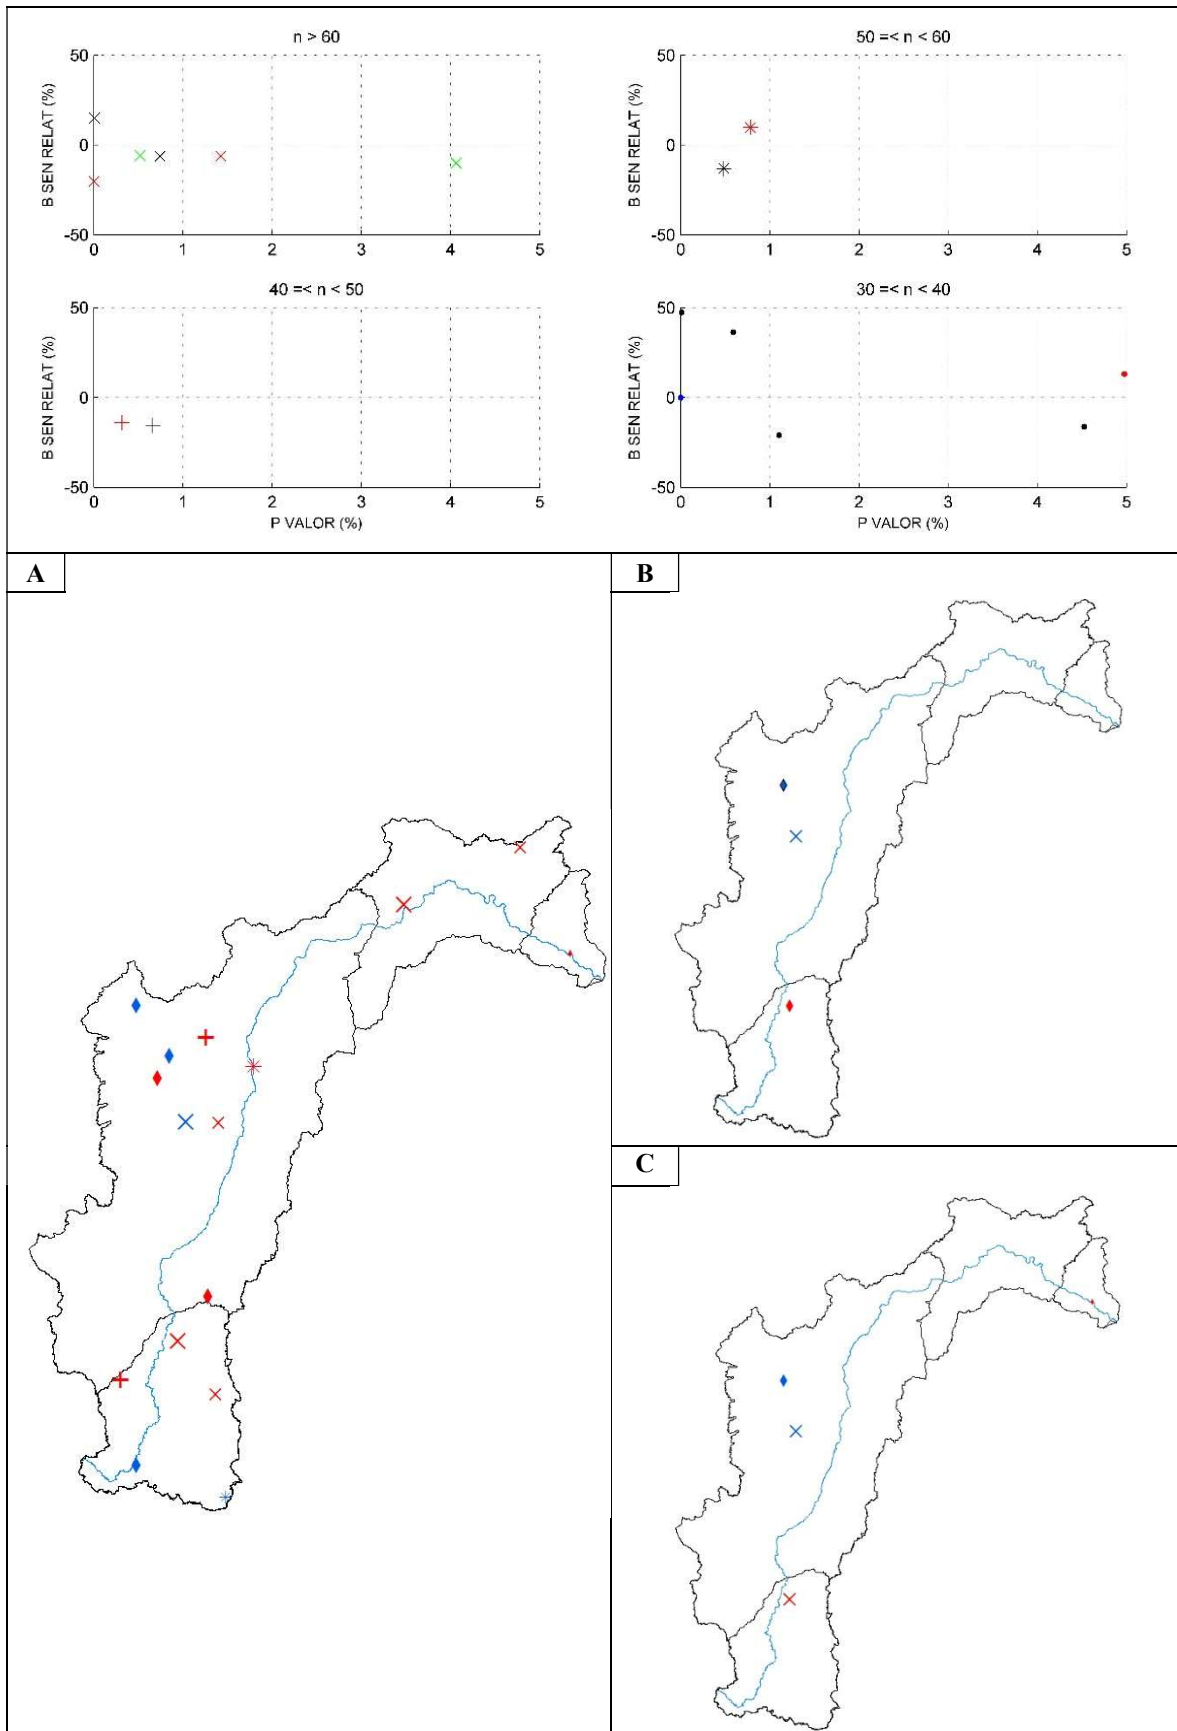 n > 60
50 =< n < 60
B SEN RELAT (%)
50
0
-50
0 1 2 3 4 5
B SEN RELAT (%)
50
0
-50
0 1 2 3 4 5
40 =< n < 50
30 =< n < 40
B SEN RELAT (%)
50
0
-50
0 1 2 3 4 5
P VALOR (%)
B SEN RELAT (%)
50
0
-50
0 1 2 3 4 5
P VALOR (%)
A
B
C